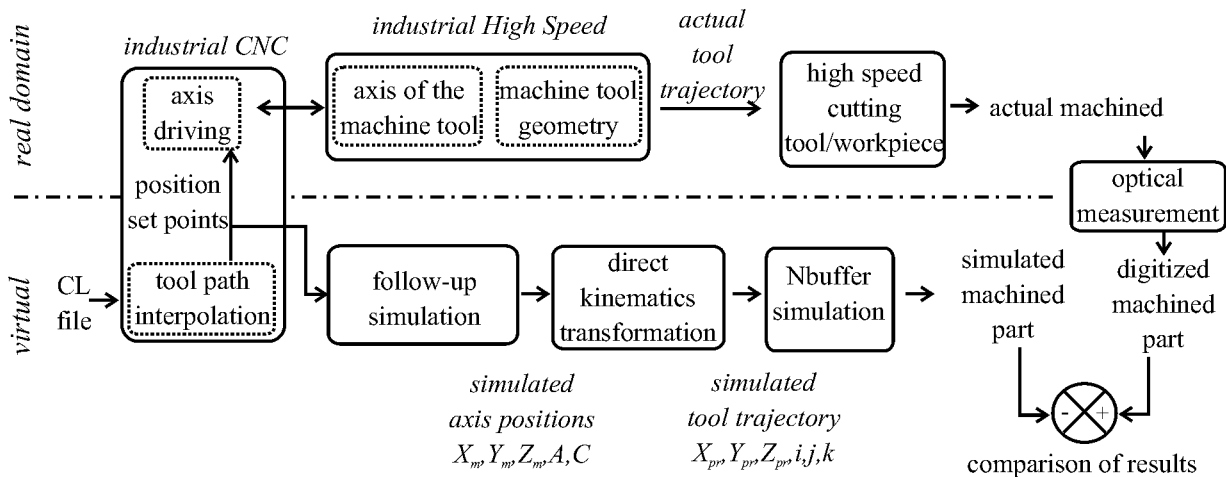 real domain
industrial CNC
axis
driving
position
set points
tool path
interpolation
industrial High Speed
axis of the
machine tool
machine tool
geometry
actual
tool
trajectory
high speed
cutting
tool/workpiece
actual machined
optical
measurement
virtual
CL
file
follow-up
simulation
simulated
axis positions
Xm,Ym,Zm,A,C
direct
kinematics
transformation
simulated
tool trajectory
Xpr,Ypr,Zpr,i,j,k
Nbuffer
simulation
simulated
machined
part
digitized
machined
part
- +
comparison of results